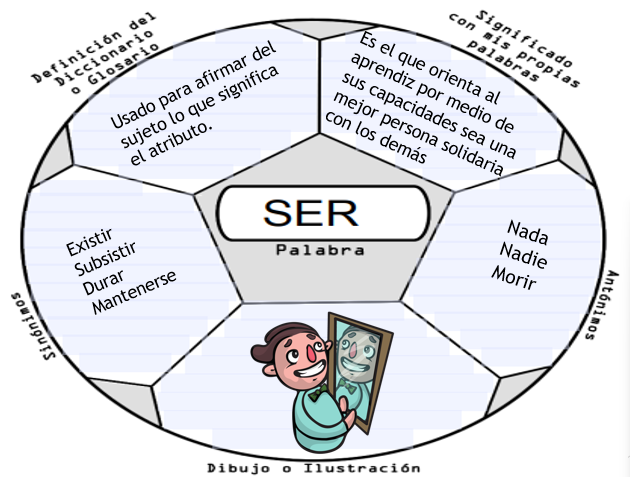 Definición del
Diccionario
o Glosario
Significado
con mis propias
palabras
Usado para afirmar del
sujeto lo que significa
el atributo.
Es el que orienta al
aprendiz por medio de
sus capacidades sea una
mejor persona solidaria
con los demás
SER
Palabra
Existir
Subsistir
Durar
Mantenerse
Nada
Nadie
Morir
Sinónimos
Antónimos
Dibujo o Ilustración